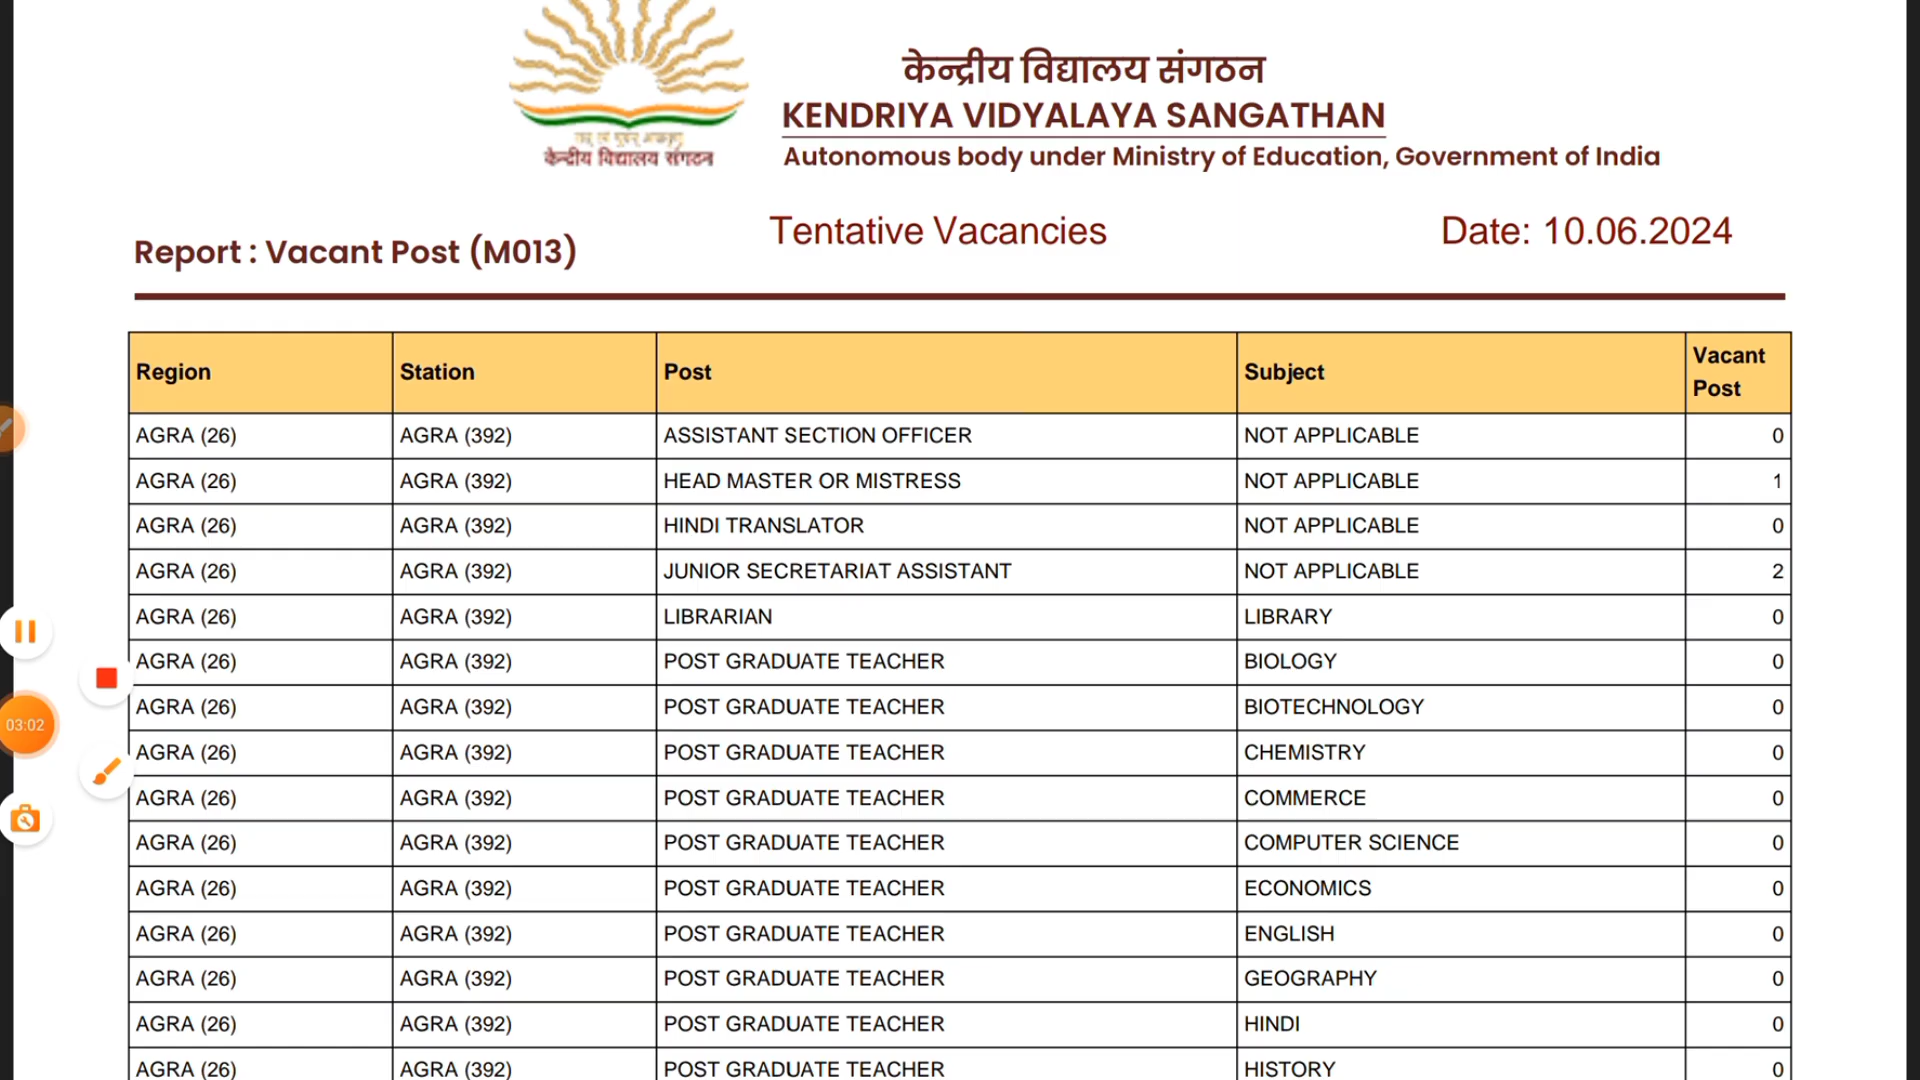 केन्द्रीय विद्यालय संगठन
KENDRIYA VIDYALAYA SANGATHAN
Autonomous body under Ministry of Education, Government of India
केन्द्रीय विद्यालय संगठन
Tentative Vacancies
Date: 10.06.2024
Report : Vacant Post (M013)
Region Station Post Subject Vacant Post
AGRA (26) AGRA (392) ASSISTANT SECTION OFFICER NOT APPLICABLE 0
AGRA (26) AGRA (392) HEAD MASTER OR MISTRESS NOT APPLICABLE 1
AGRA (26) AGRA (392) HINDI TRANSLATOR NOT APPLICABLE 0
AGRA (26) AGRA (392) JUNIOR SECRETARIAT ASSISTANT NOT APPLICABLE 2
AGRA (26) AGRA (392) LIBRARIAN LIBRARY 0
AGRA (26) AGRA (392) POST GRADUATE TEACHER BIOLOGY 0
AGRA (26) AGRA (392) POST GRADUATE TEACHER BIOTECHNOLOGY 0
03:02
AGRA (26) AGRA (392) POST GRADUATE TEACHER CHEMISTRY 0
AGRA (26) AGRA (392) POST GRADUATE TEACHER COMMERCE 0
AGRA (26) AGRA (392) POST GRADUATE TEACHER COMPUTER SCIENCE 0
AGRA (26) AGRA (392) POST GRADUATE TEACHER ECONOMICS 0
AGRA (26) AGRA (392) POST GRADUATE TEACHER ENGLISH 0
AGRA (26) AGRA (392) POST GRADUATE TEACHER GEOGRAPHY 0
AGRA (26) AGRA (392) POST GRADUATE TEACHER HINDI 0
AGRA (26) AGRA (392) POST GRADUATE TEACHER HISTORY 0